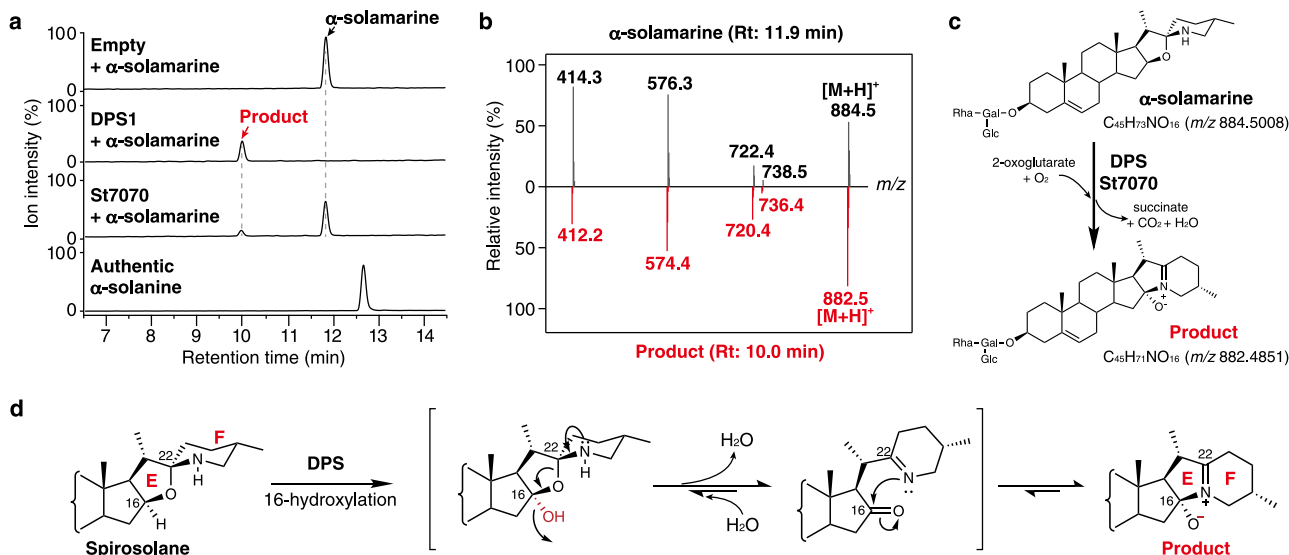 a
α-solamarine
Ion intensity (%)
100
Empty
+ α-solamarine
0
100
DPS1
+ α-solamarine
Product
0
100
St7070
+ α-solamarine
0
100
Authentic
α-solanine
0
7 8 9 10 11 12 13 14
Retention time (min)
b
α-solamarine (Rt: 11.9 min)
Relative intensity (%)
100
50
0
50
100
414.3
576.3
722.4
738.5
[M+H]+
884.5
m/z
412.2
574.4
720.4
736.4
882.5
[M+H]+
Product (Rt: 10.0 min)
c
O
N
H
Rha-Gal-O
Glc
α-solamarine
C45H73NO16 (m/z 884.5008)
2-oxoglutarate
+ O2
DPS
St7070
succinate
+ CO2 + H2O
N
+
O-
Rha-Gal-O
Glc
Product
C45H71NO16 (m/z 882.4851)
d
22
F
N
H
E
O
16
H
Spirosolane
DPS
16-hydroxylation
22
N
H
O
16
OH
H2O
H2O
22
N
16
O
22
E
F
N
+
16
O-
Product